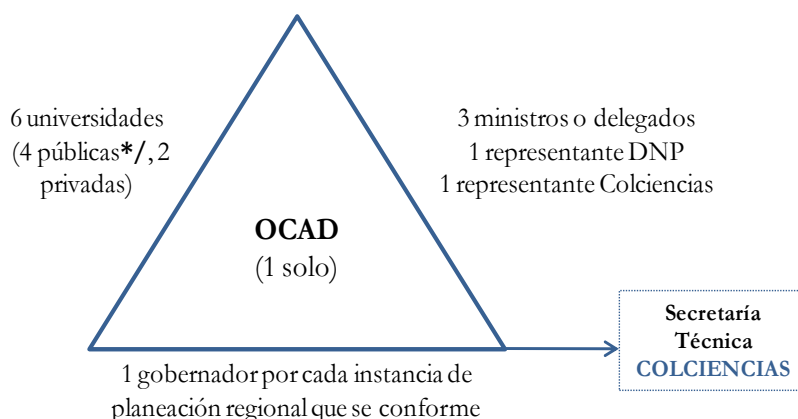 6 universidades
(4 públicas*/, 2
privadas)
3 ministros o delegados
1 representante DNP
1 representante Colciencias
OCAD
(1 solo)
Secretaría
Técnica
COLCIENCIAS
1 gobernador por cada instancia de
planeación regional que se conforme